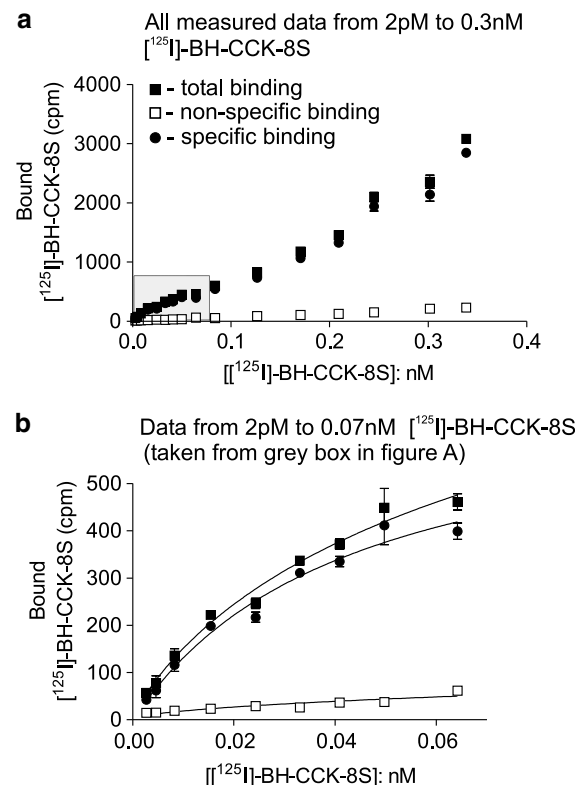 a
All measured data from 2pM to 0.3nM
[¹²⁵I]-BH-CCK-8S
- total binding
- non-specific binding
- specific binding
Bound
[¹²⁵I]-BH-CCK-8S (cpm)
4000
3000
2000
1000
0
0.0 0.1 0.2 0.3 0.4
[[¹²⁵I]-BH-CCK-8S]: nM
b
Data from 2pM to 0.07nM [¹²⁵I]-BH-CCK-8S
(taken from grey box in figure A)
Bound
[¹²⁵I]-BH-CCK-8S (cpm)
500
400
300
200
100
0
0.00 0.02 0.04 0.06
[[¹²⁵I]-BH-CCK-8S]: nM